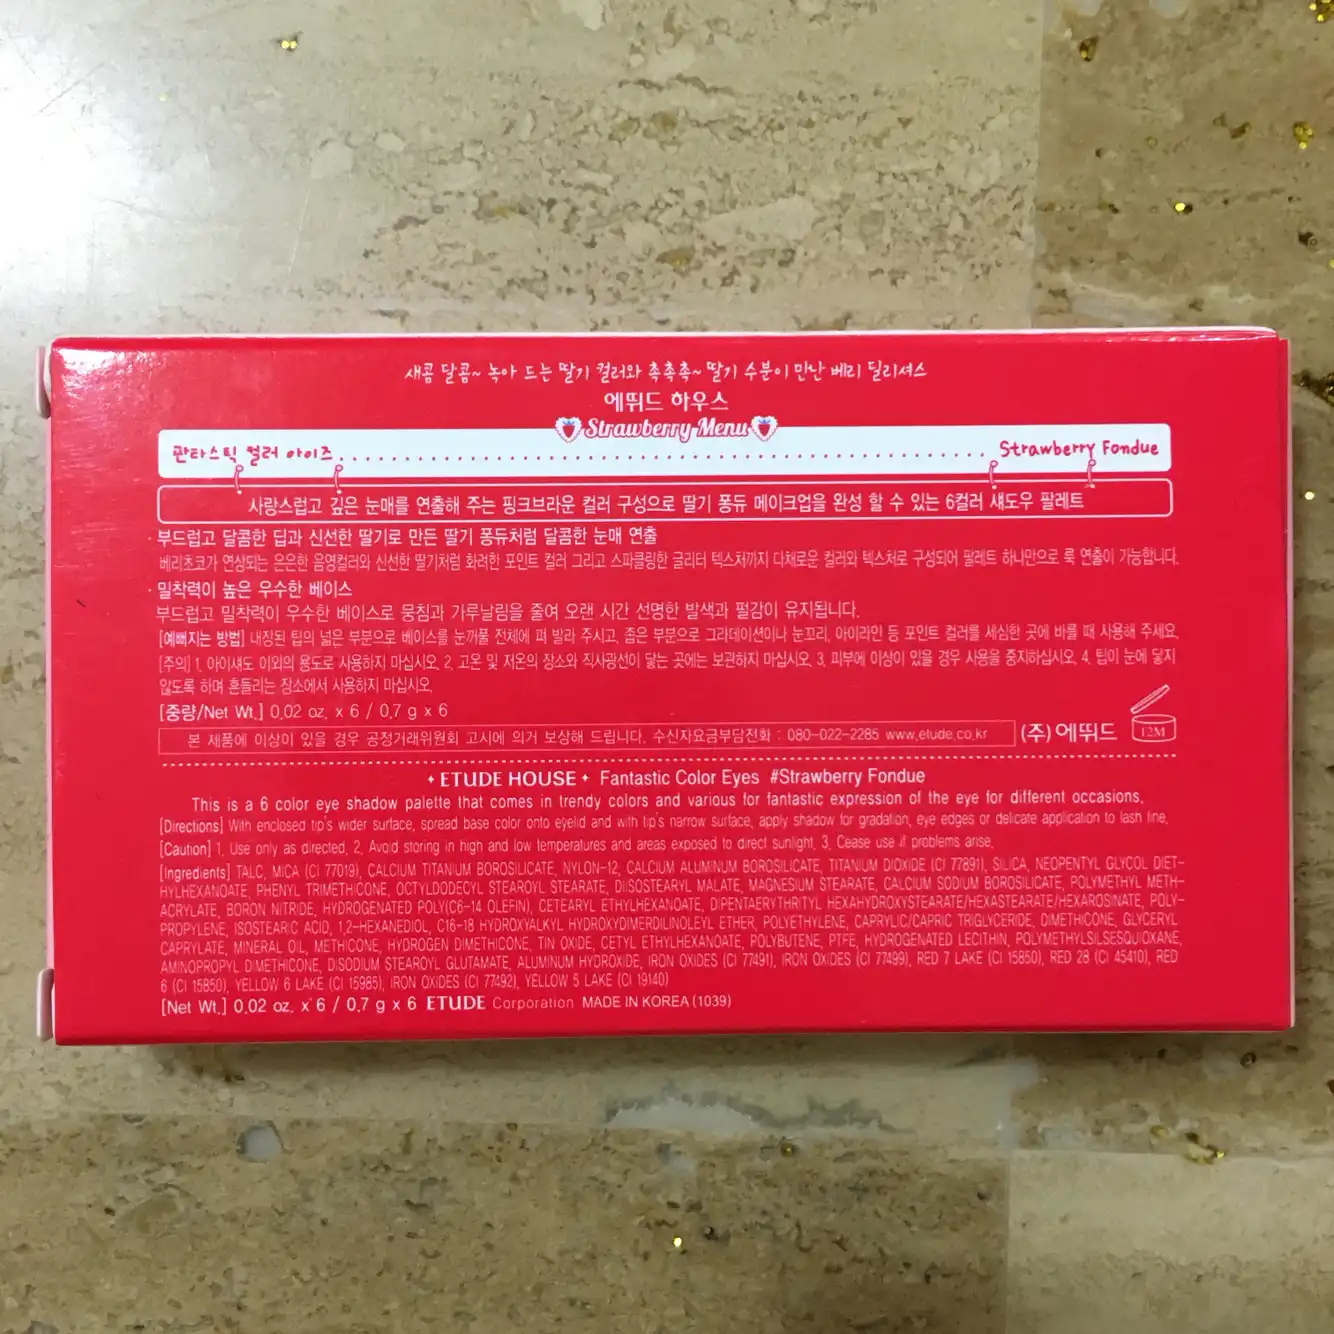 새콤 달콤~ 녹아 드는 딸기 컬러와 촉촉촉~ 딸기 수분이 만난 베리 딜리셔스
에뛰드 하우스
Strawberry Menu
판타스틱 컬러 아이즈 Strawberry Fondue
사랑스럽고 깊은 눈매를 연출해 주는 핑크브라운 컬러 구성으로 딸기 퐁듀 메이크업을 완성 할 수 있는 6컬러 섀도우 팔레트
· 부드럽고 달콤한 딥과 신선한 딸기로 만든 딸기 퐁듀처럼 달콤한 눈매 연출
베리초코가 연상되는 은은한 음영컬러와 신선한 딸기처럼 화려한 포인트 컬러 그리고 스파클링한 글리터 텍스처까지 다채로운 컬러와 텍스처로 구성되어 팔레트 하나만으로 룩 연출이 가능합니다.
· 밀착력이 높은 우수한 베이스
부드럽고 밀착력이 우수한 베이스로 뭉침과 가루날림을 줄여 오랜 시간 선명한 발색과 펄감이 유지됩니다.
[예뻐지는 방법] 내장된 팁의 넓은 부분으로 베이스를 눈꺼풀 전체에 펴 발라 주시고, 좁은 부분으로 그라데이션이나 눈꼬리, 아이라인 등 포인트 컬러를 세심한 곳에 바를 때 사용해 주세요.
[주의] 1. 아이섀도 이외의 용도로 사용하지 마십시오. 2. 고온 및 저온의 장소와 직사광선이 닿는 곳에는 보관하지 마십시오. 3. 피부에 이상이 있을 경우 사용을 중지하십시오. 4. 팁이 눈에 닿지
않도록 하며 흔들리는 장소에서 사용하지 마십시오.
[중량/Net Wt.] 0.02 oz. x 6 / 0.7 g x 6
본 제품에 이상이 있을 경우 공정거래위원회 고시에 의거 보상해 드립니다. 수신자요금부담전화 : 080-022-2285 www.etude.co.kr (주)에뛰드 12M
ETUDE HOUSE Fantastic Color Eyes #Strawberry Fondue
This is a 6 color eye shadow palette that comes in trendy colors and various for fantastic expression of the eye for different occasions.
[Directions] With enclosed tip's wider surface, spread base color onto eyelid and with tip's narrow surface, apply shadow for gradation, eye edges or delicate application to lash line.
[Caution] 1. Use only as directed. 2. Avoid storing in high and low temperatures and areas exposed to direct sunlight. 3. Cease use if problems arise.
[Ingredients] TALC, MICA (CI 77019), CALCIUM TITANIUM BOROSILICATE, NYLON-12, CALCIUM ALUMINUM BOROSILICATE, TITANIUM DIOXIDE (CI 77891), SILICA, NEOPENTYL GLYCOL DIET-
HYLHEXANOATE, PHENYL TRIMETHICONE, OCTYLDODECYL STEAROYL STEARATE, DIISOSTEARYL MALATE, MAGNESIUM STEARATE, CALCIUM SODIUM BOROSILICATE, POLYMETHYL METH-
ACRYLATE, BORON NITRIDE, HYDROGENATED POLY(C6-14 OLEFIN), CETEARYL ETHYLHEXANOATE, DIPENTAERYTHRITYL HEXAHYDROXYSTEARATE/HEXASTEARATE/HEXAROSINATE, POLY-
PROPYLENE, ISOSTEARIC ACID, 1,2-HEXANEDIOL, C16-18 HYDROXYALKYL HYDROXYDIMERDILINOLEYL ETHER, POLYETHYLENE, CAPRYLIC/CAPRIC TRIGLYCERIDE, DIMETHICONE, GLYCERYL
CAPRYLATE, MINERAL OIL, METHICONE, HYDROGEN DIMETHICONE, TIN OXIDE, CETYL ETHYLHEXANOATE, POLYBUTENE, PTFE, HYDROGENATED LECITHIN, POLYMETHYLSILSESQUIOXANE,
AMINOPROPYL DIMETHICONE, DISODIUM STEAROYL GLUTAMATE, ALUMINUM HYDROXIDE, IRON OXIDES (CI 77491), IRON OXIDES (CI 77499), RED 7 LAKE (CI 15850), RED 28 (CI 45410), RED
6 (CI 15850), YELLOW 6 LAKE (CI 15985), IRON OXIDES (CI 77492), YELLOW 5 LAKE (CI 19140)
[Net Wt.] 0.02 oz. x 6 / 0.7 g x 6 ETUDE Corporation MADE IN KOREA (1039)